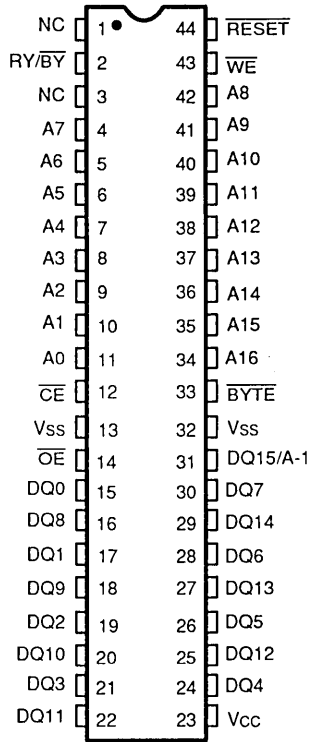 NC 1 44 RESET
RY/BY 2 43 WE
NC 3 42 A8
A7 4 41 A9
A6 5 40 A10
A5 6 39 A11
A4 7 38 A12
A3 8 37 A13
A2 9 36 A14
A1 10 35 A15
A0 11 34 A16
CE 12 33 BYTE
Vss 13 32 Vss
OE 14 31 DQ15/A-1
DQ0 15 30 DQ7
DQ8 16 29 DQ14
DQ1 17 28 DQ6
DQ9 18 27 DQ13
DQ2 19 26 DQ5
DQ10 20 25 DQ12
DQ3 21 24 DQ4
DQ11 22 23 Vcc